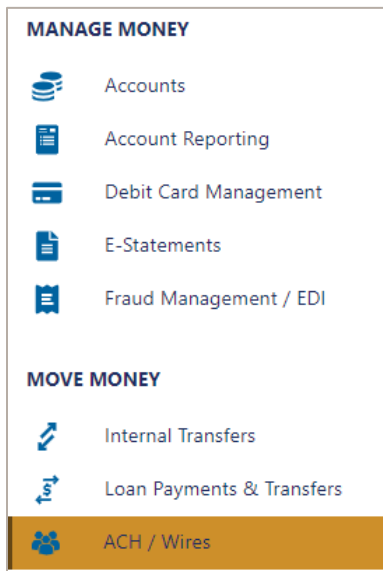 MANAGE MONEY
Accounts
Account Reporting
Debit Card Management
E-Statements
Fraud Management / EDI
MOVE MONEY
Internal Transfers
Loan Payments & Transfers
ACH / Wires